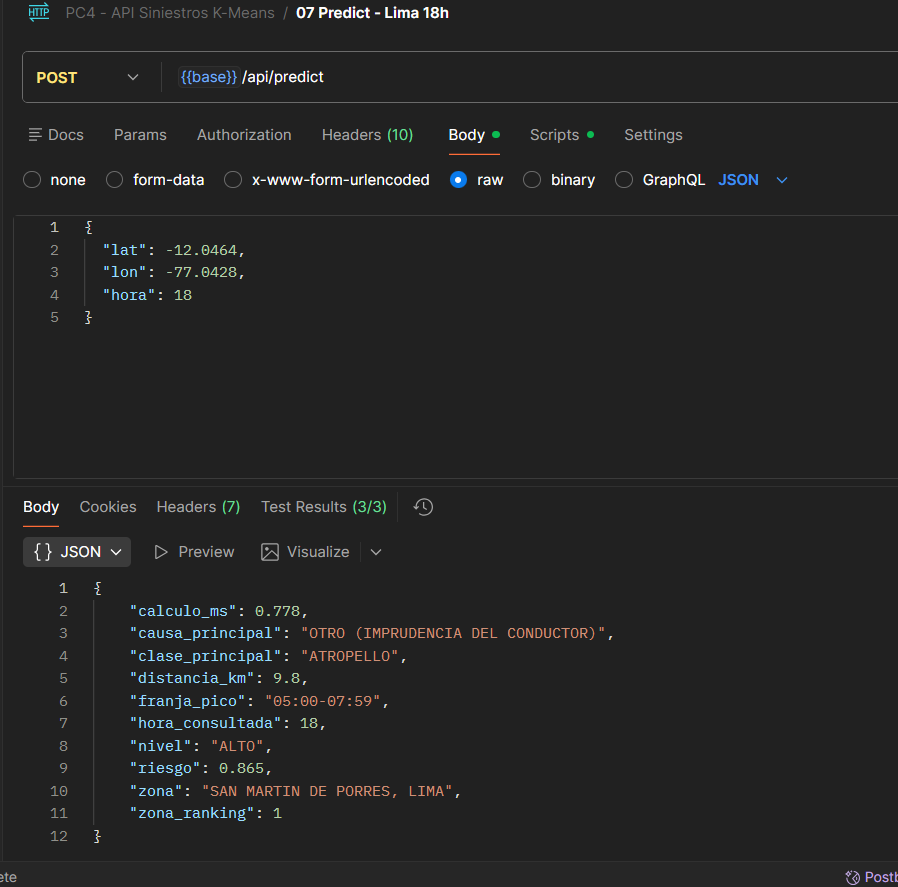 HTTP PC4 - API Siniestros K-Means / 07 Predict - Lima 18h
POST {{base}} /api/predict
Docs Params Authorization Headers (10) Body Scripts Settings
none form-data x-www-form-urlencoded raw binary GraphQL JSON
1 {
2 "lat": -12.0464,
3 "lon": -77.0428,
4 "hora": 18
5 }
Body Cookies Headers (7) Test Results (3/3)
{} JSON Preview Visualize
1 {
2 "calculo_ms": 0.778,
3 "causa_principal": "OTRO (IMPRUDENCIA DEL CONDUCTOR)",
4 "clase_principal": "ATROPELLO",
5 "distancia_km": 9.8,
6 "franja_pico": "05:00-07:59",
7 "hora_consultada": 18,
8 "nivel": "ALTO",
9 "riesgo": 0.865,
10 "zona": "SAN MARTIN DE PORRES, LIMA",
11 "zona_ranking": 1
12 }
ete Postb